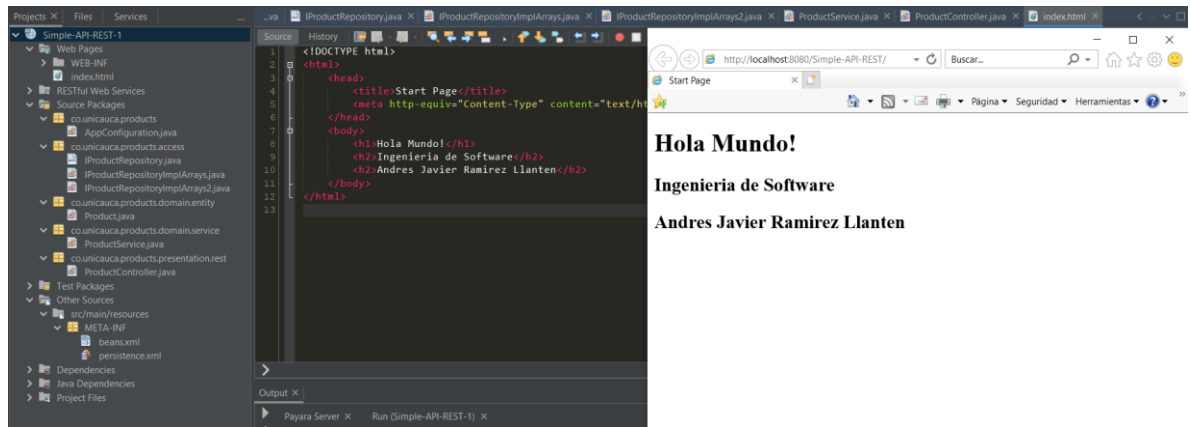 Projects × Files Services
...va IProductRepository.java × IProductRepositoryImplArrays.java × IProductRepositoryImplArrays2.java × ProductService.java × ProductController.java × index.html ×
Simple-API-REST-1
Web Pages
WEB-INF
index.html
RESTful Web Services
Source Packages
co.unicauca.products
AppConfiguration.java
co.unicauca.products.access
IProductRepository.java
IProductRepositoryImplArrays.java
IProductRepositoryImplArrays2.java
co.unicauca.products.domain.entity
Product.java
co.unicauca.products.domain.service
ProductService.java
co.unicauca.products.presentation.rest
ProductController.java
Test Packages
Other Sources
src/main/resources
META-INF
beans.xml
persistence.xml
Dependencies
Java Dependencies
Project Files
Source History
1 <!DOCTYPE html>
2 <html>
3 <head>
4 <title>Start Page</title>
5 <meta http-equiv="Content-Type" content="text/ht
6 </head>
7 <body>
8 <h1>Hola Mundo!</h1>
9 <h2>Ingenieria de Software</h2>
10 <h2>Andres Javier Ramirez Llanten</h2>
11 </body>
12 </html>
13
Output ×
Payara Server × Run (Simple-API-REST-1) ×
http://localhost:8080/Simple-API-REST/ Buscar...
Start Page ×
Página Seguridad Herramientas
Hola Mundo!
Ingenieria de Software
Andres Javier Ramirez Llanten